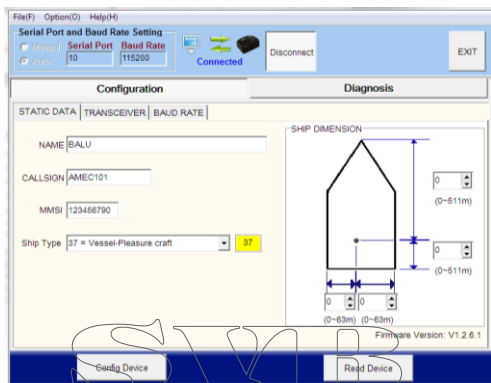 File(F) Option(O) Help(H)
Serial Port and Baud Rate Setting
Manual Serial Port Baud Rate
Auto 10 115200
Connected
Disconnect
EXIT
Configuration Diagnosis
STATIC DATA TRANSCEIVER BAUD RATE
SHIP DIMENSION
NAME BALU
CALLSIGN AMEC101
0
(0~511m)
MMSI 123456790
Ship Type 37 = Vessel-Pleasure craft 37
0
(0~511m)
0 0
(0~63m) (0~63m)
Firmware Version: V1.2.6.1
Config Device Read Device